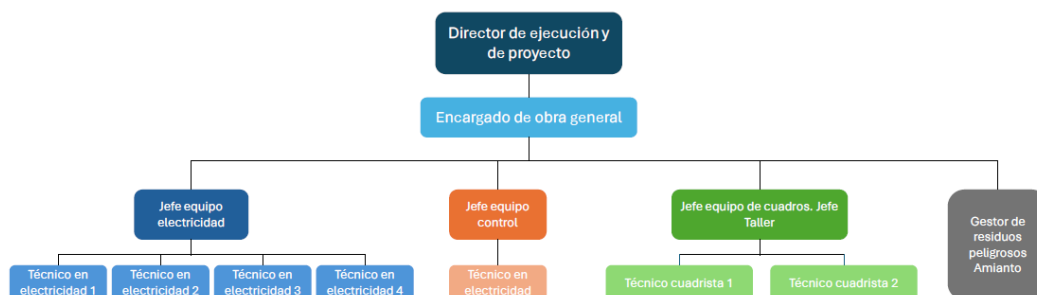 Director de ejecución y
de proyecto
Encargado de obra general
Jefe equipo
electricidad
Jefe equipo
control
Jefe equipo de cuadros. Jefe
Taller
Gestor de
residuos
peligrosos
Amianto
Técnico en
electricidad 1
Técnico en
electricidad 2
Técnico en
electricidad 3
Técnico en
electricidad 4
Técnico en
electricidad
Técnico cuadrista 1
Técnico cuadrista 2